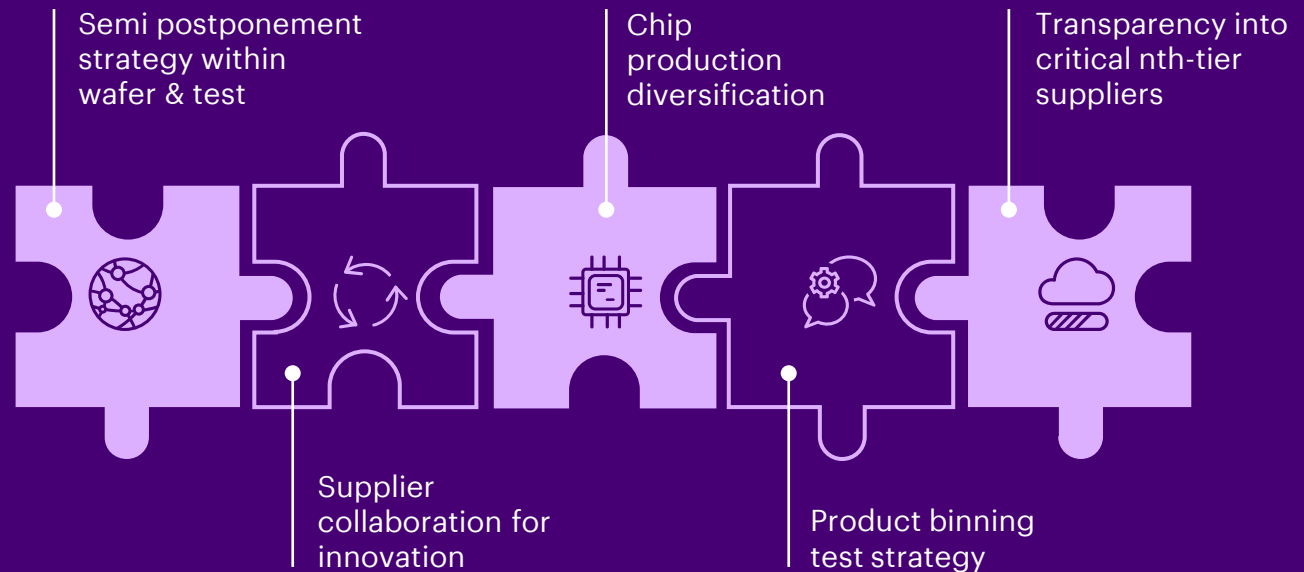 Semi postponement
strategy within
wafer & test
Supplier
collaboration for
innovation
Chip
production
diversification
Product binning
test strategy
Transparency into
critical nth-tier
suppliers